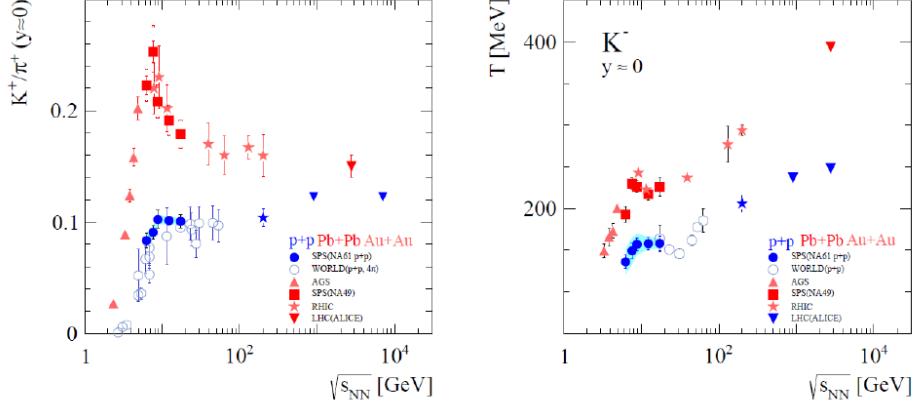 K⁺/π⁺ (y≈0)
0.2
0.1
0
p+p Pb+Pb Au+Au
SPS(NA61 p+p)
WORLD(p+p, 4π)
AGS
SPS(NA49)
RHIC
LHC(ALICE)
1
10²
10⁴
√s_NN [GeV]
T [MeV]
400
200
K⁻
y ≈ 0
p+p Pb+Pb Au+Au
SPS(NA61 p+p)
WORLD(p+p)
AGS
SPS(NA49)
RHIC
LHC(ALICE)
1
10²
10⁴
√s_NN [GeV]